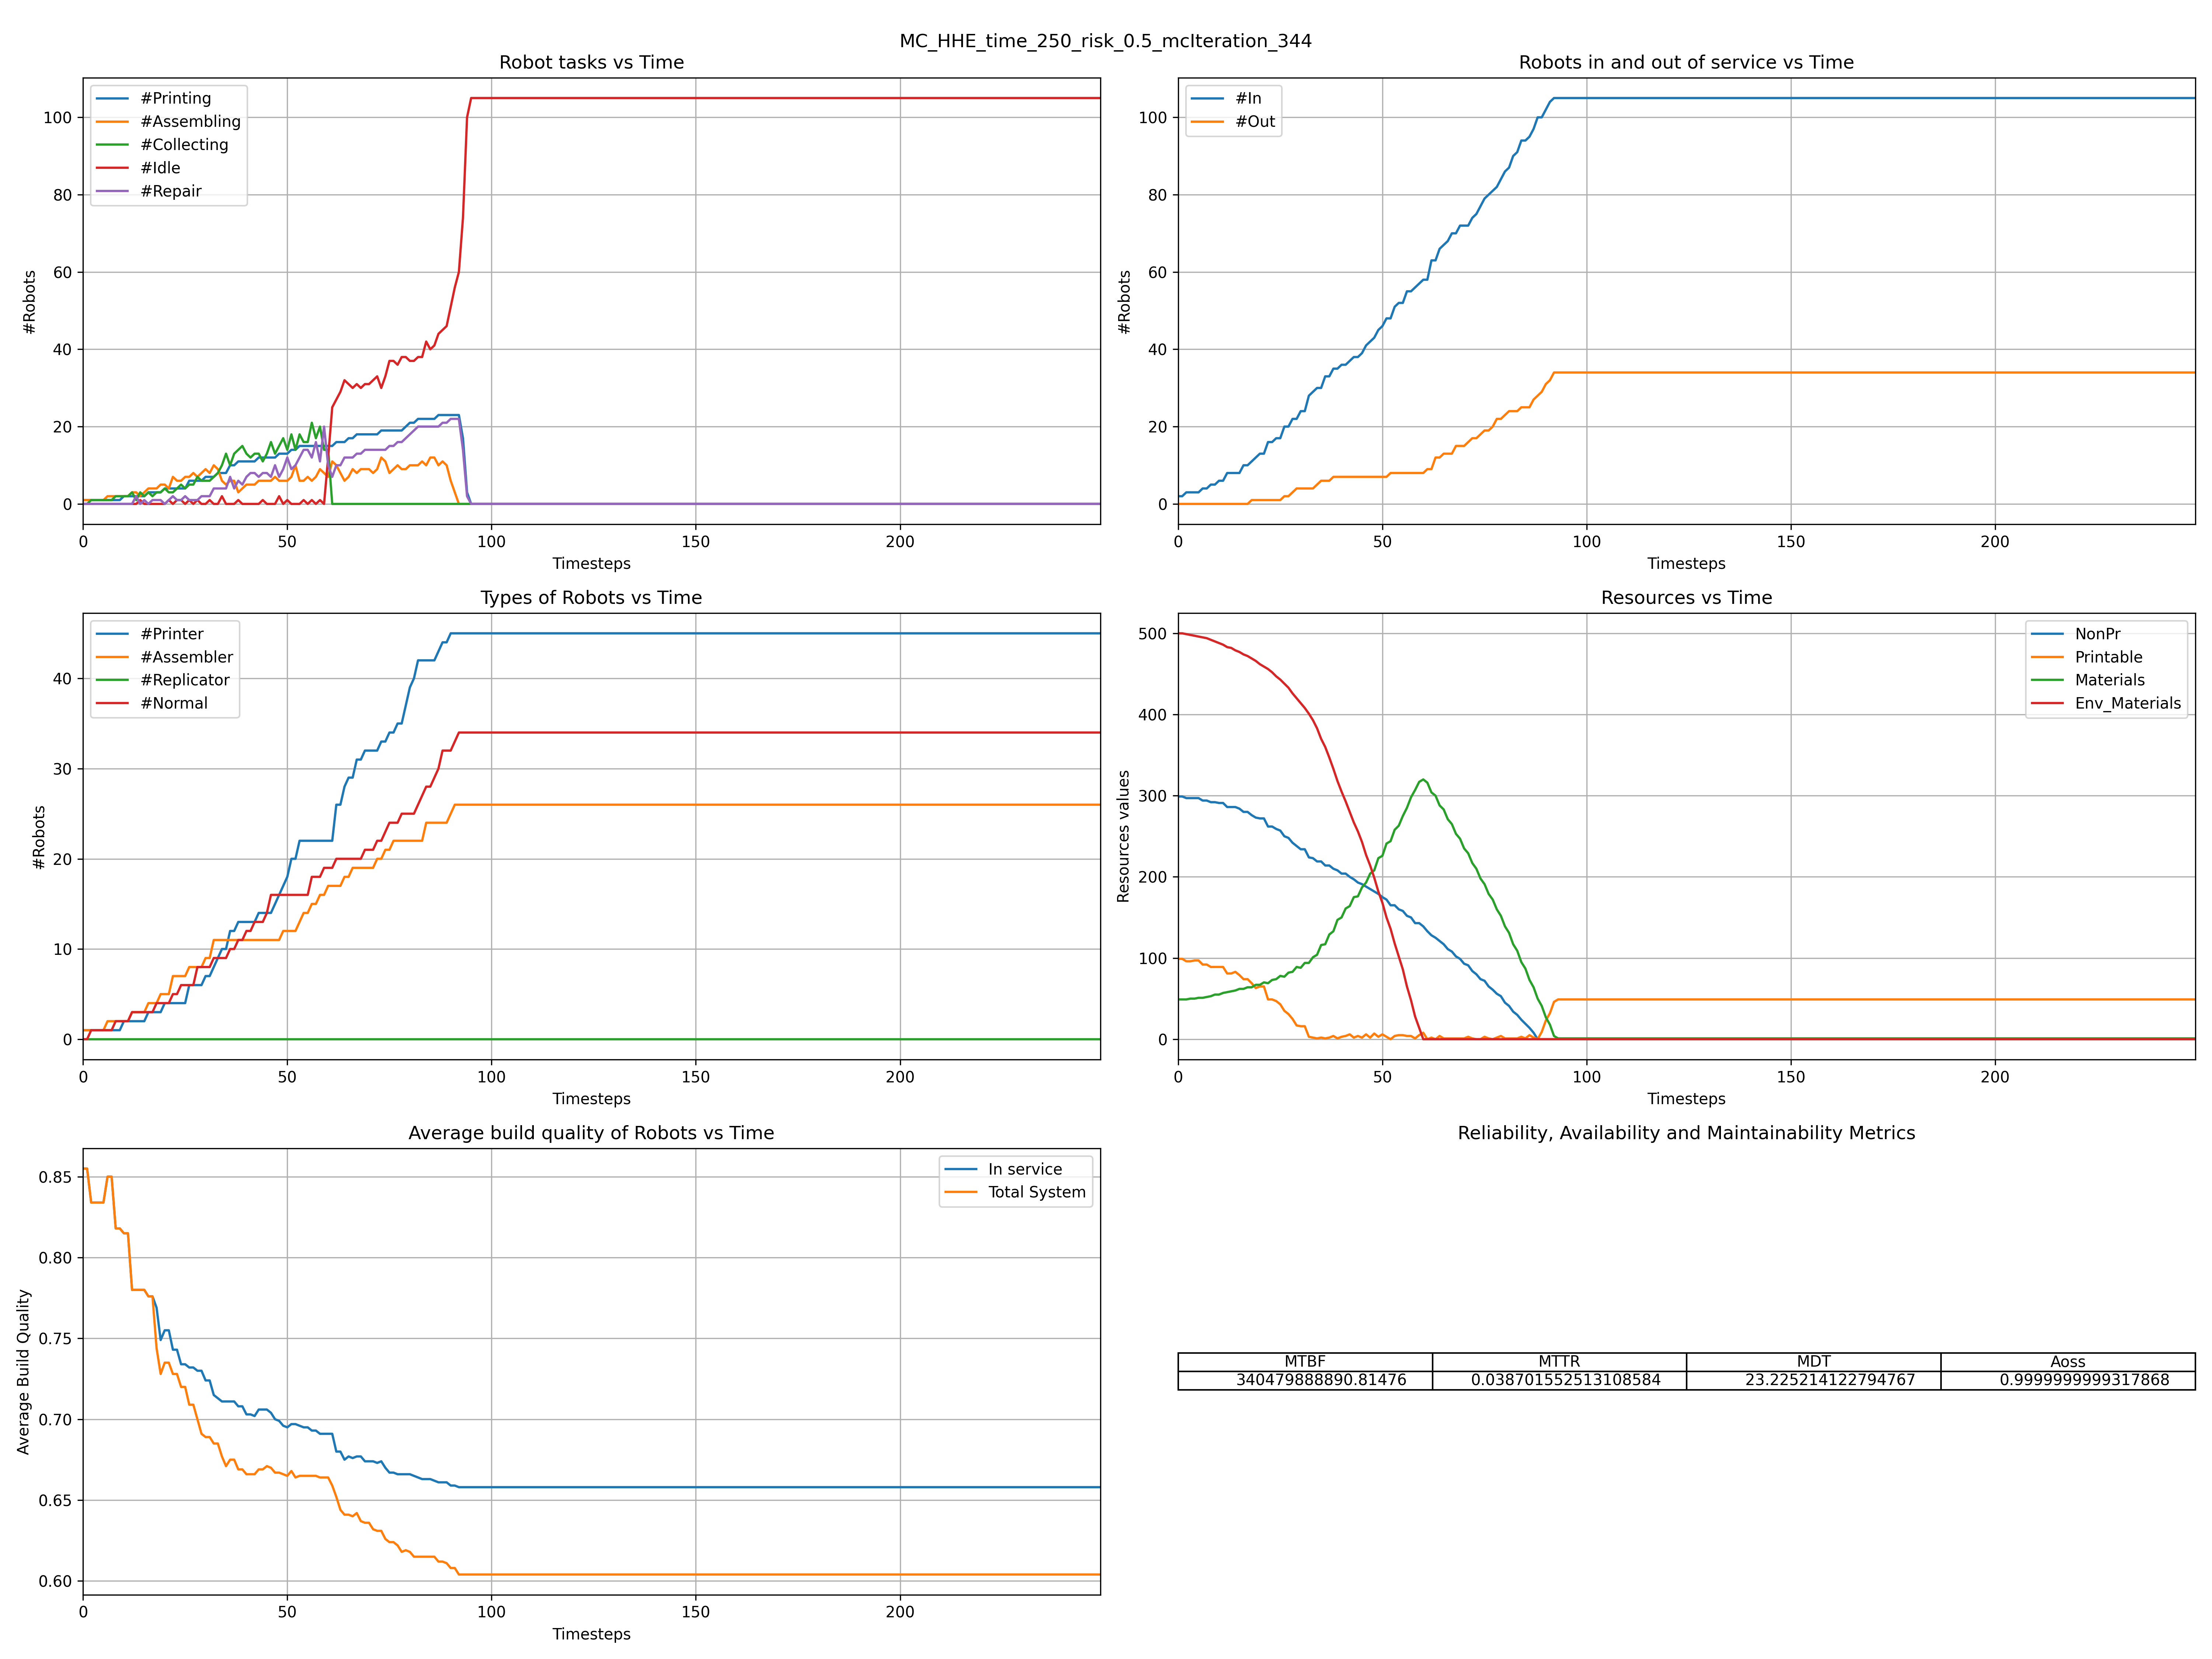 MC_HHE_time_250_risk_0.5_mcIteration_344
Robot tasks vs Time
#Printing
#Assembling
#Collecting
#Idle
#Repair
#Robots
100
80
60
40
20
0
0 50 100 150 200
Timesteps
Robots in and out of service vs Time
#In
#Out
#Robots
100
80
60
40
20
0
0 50 100 150 200
Timesteps
Types of Robots vs Time
#Printer
#Assembler
#Replicator
#Normal
#Robots
40
30
20
10
0
0 50 100 150 200
Timesteps
Resources vs Time
NonPr
Printable
Materials
Env_Materials
Resources values
500
400
300
200
100
0
0 50 100 150 200
Timesteps
Average build quality of Robots vs Time
In service
Total System
Average Build Quality
0.85
0.80
0.75
0.70
0.65
0.60
0 50 100 150 200
Timesteps
Reliability, Availability and Maintainability Metrics
MTBF MTTR MDT Aoss
340479888890.81476 0.038701552513108584 23.225214122794767 0.9999999999317868